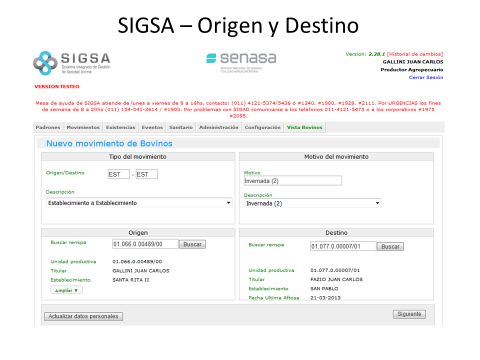 SIGSA – Origen y Destino
SIGSA
Sistema Integrado de Gestión
de Sanidad Animal
senasa
Version: 2.28.1 [Historial de cambios]
GALLINI JUAN CARLOS
Productor Agropecuario
Cerrar Sesión
VERSION TESTEO
Mesa de ayuda de SIGSA atiende de lunes a viernes de 8 a 16hs, contacto: (011) 4121-5374/5436 o #1340, #1900, #1929, #2111. Por URGENCIAS los fines
de semana de 8 a 20hs (011) 134-041-3614 / #1900. Por problemas con SIGAD comunicarse a los telefonos 011-4121-5475 o a los corporativos #1975
#2095.
Padrones Movimientos Existencias Eventos Sanitario Administración Configuración Vista Bovinos
Nuevo movimiento de Bovinos
Tipo del movimiento
Motivo del movimiento
Origen/Destino EST - EST
Motivo
Invernada (2)
Descripción
Establecimiento a Establecimiento
Descripción
Invernada (2)
Origen
Destino
Buscar renspa 01.066.0.00489/00 Buscar
Buscar renspa 01.077.0.00007/01 Buscar
Unidad productiva 01.066.0.00489/00
Titular GALLINI JUAN CARLOS
Establecimiento SANTA RITA II
Ampliar ▼
Unidad productiva 01.077.0.00007/01
Titular FAZIO JUAN CARLOS
Establecimiento SAN PABLO
Fecha Ultima Aftosa 21-03-2013
Actualizar datos personales
Siguiente